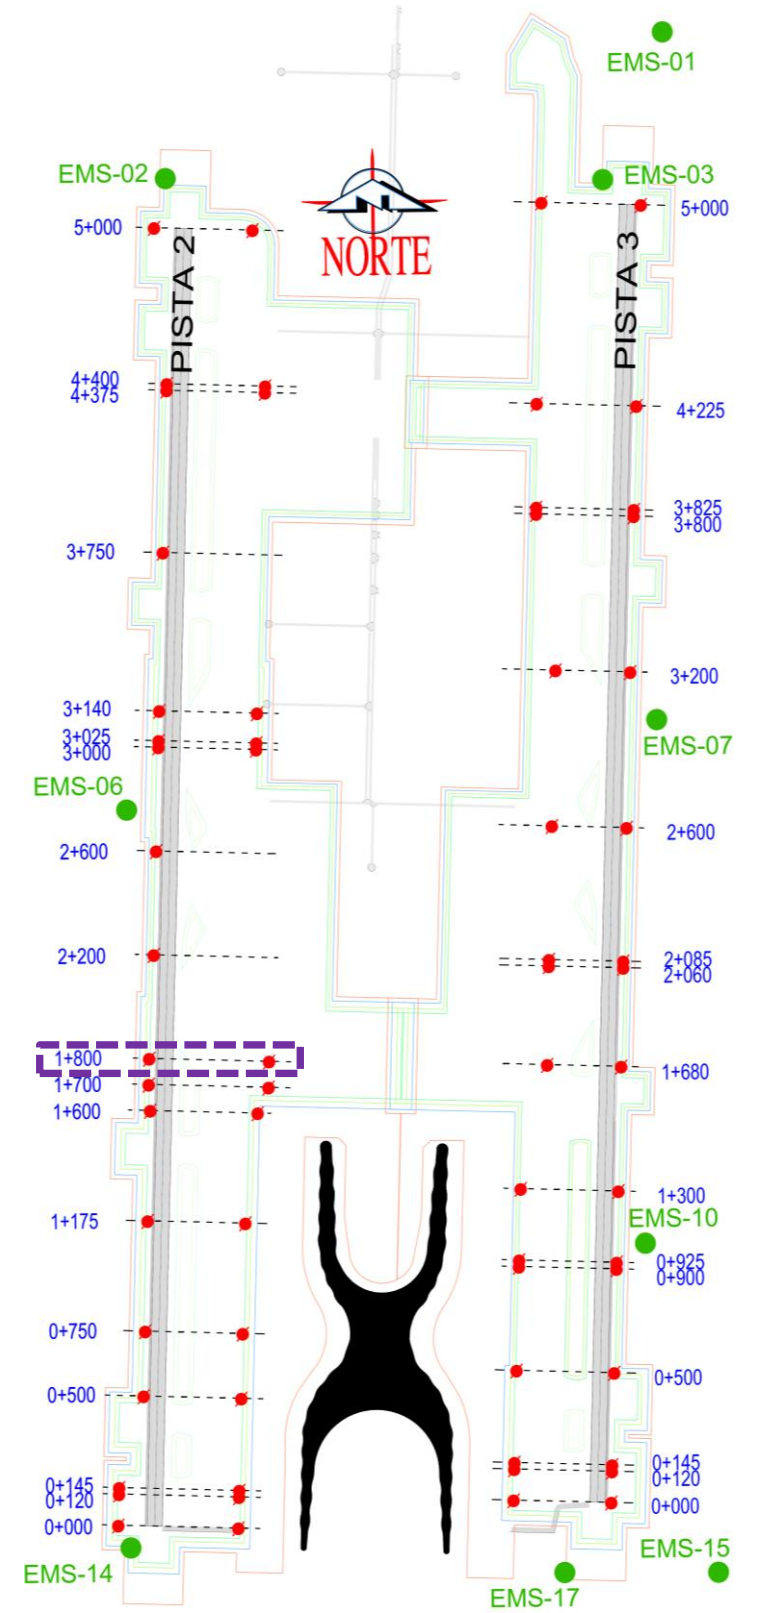 EMS-01
EMS-02
EMS-03
5+000
5+000
PISTA 2
NORTE
PISTA 3
4+400
4+375
4+225
3+825
3+800
3+750
3+200
3+140
3+025
3+000
EMS-07
EMS-06
2+600
2+600
2+200
2+085
2+060
1+800
1+680
1+700
1+600
1+300
1+175
EMS-10
0+925
0+900
0+750
0+500
0+500
0+145
0+120
0+145
0+120
0+000
0+000
EMS-14
EMS-15
EMS-17